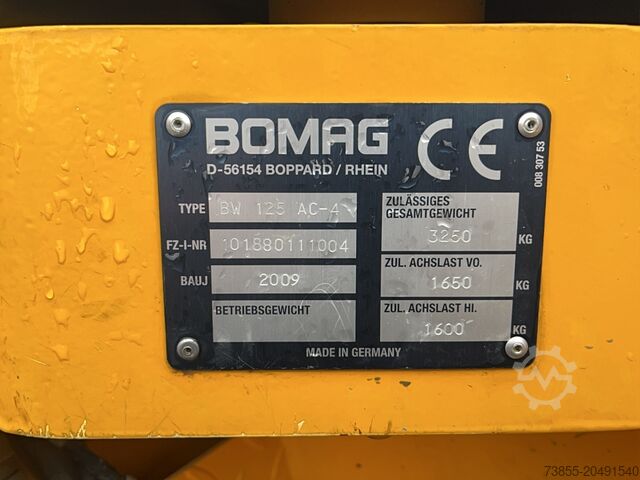 BOMAG CE
D-56154 BOPPARD / RHEIN
008 307 53
TYPE BW 125 AC-4
FZ-I-NR 101880111004
BAUJ 2009
BETRIEBSGEWICHT
ZULÄSSIGES
GESAMTGEWICHT
3250 KG
ZUL. ACHSLAST VO.
1650 KG
ZUL. ACHSLAST HI.
1600 KG
MADE IN GERMANY
73855-20491540